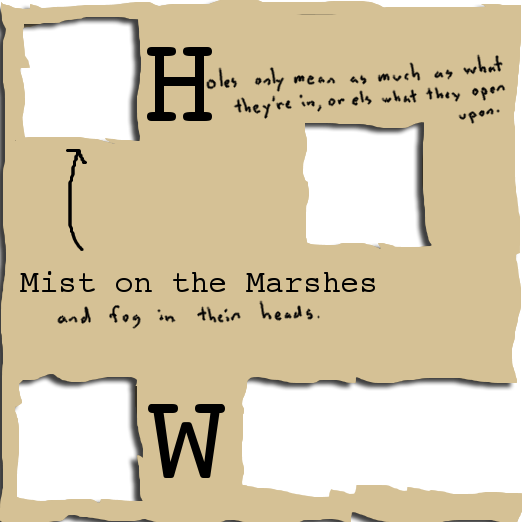 Holes only mean as much as what
they're in, or els what they open
upon.
Mist on the Marshes
and fog in thein heads.
W